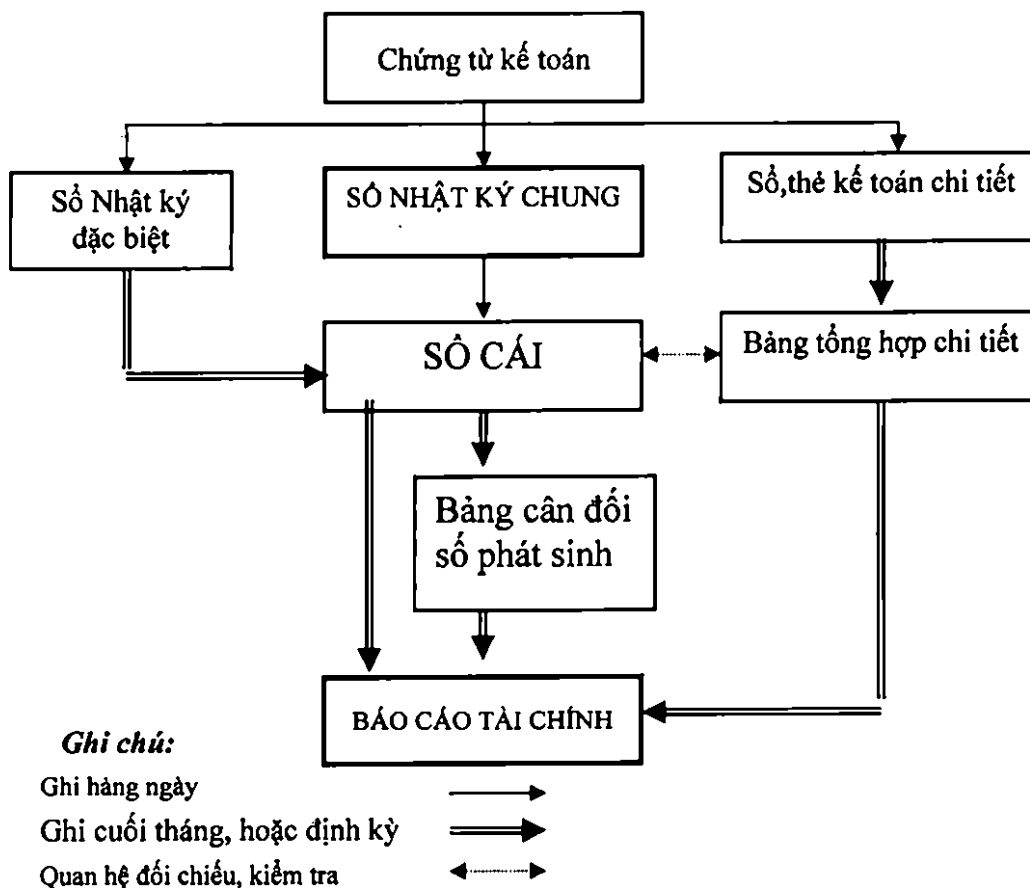 Chứng từ kế toán
Sổ Nhật ký
đặc biệt
SỔ NHẬT KÝ CHUNG
Sổ,thẻ kế toán chi tiết
SỔ CÁI
Bảng tổng hợp chi tiết
Bảng cân đối
số phát sinh
BÁO CÁO TÀI CHÍNH
Ghi chú:
Ghi hàng ngày
Ghi cuối tháng, hoặc định kỳ
Quan hệ đối chiếu, kiểm tra